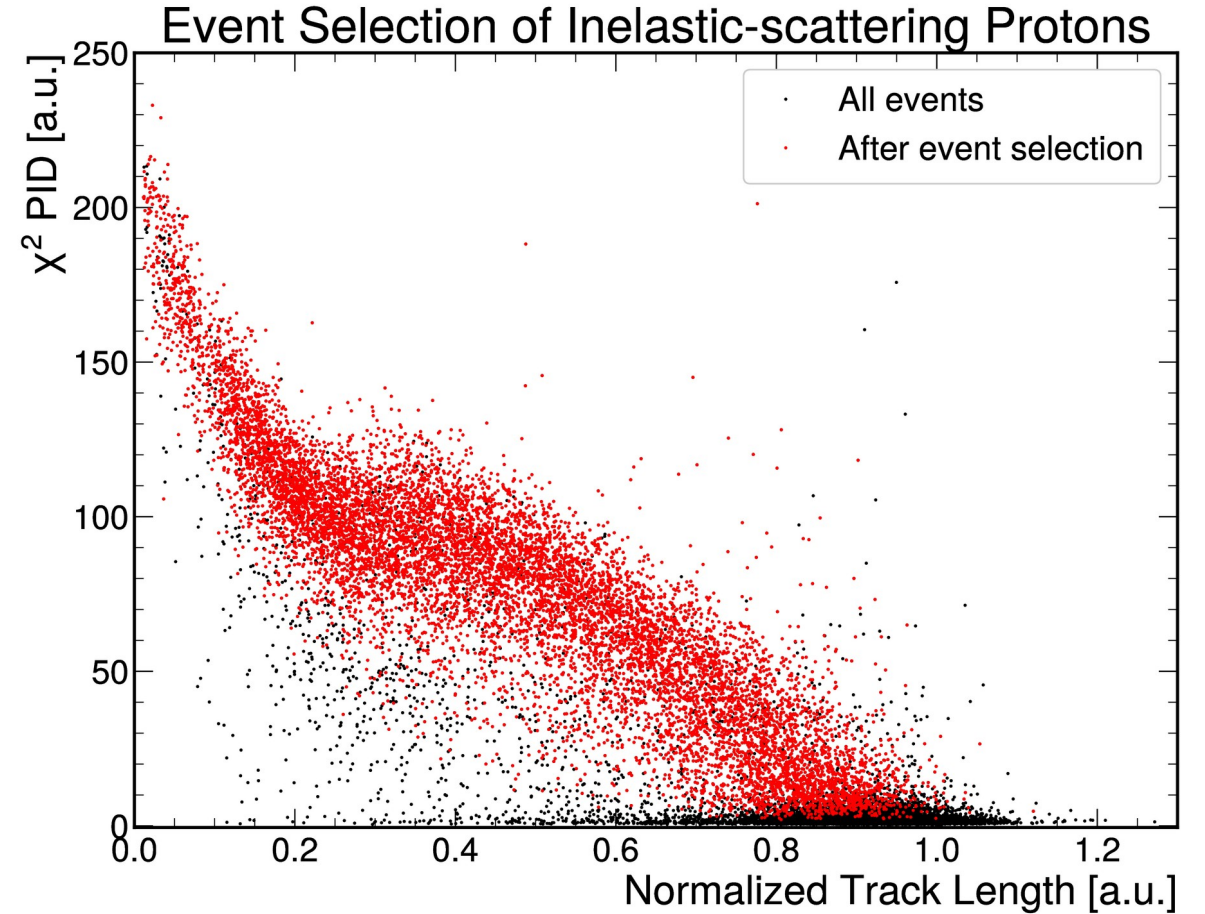 Event Selection of Inelastic-scattering Protons
Χ² PID [a.u.]
All events
After event selection
250
200
150
100
50
0
0.0 0.2 0.4 0.6 0.8 1.0 1.2
Normalized Track Length [a.u.]